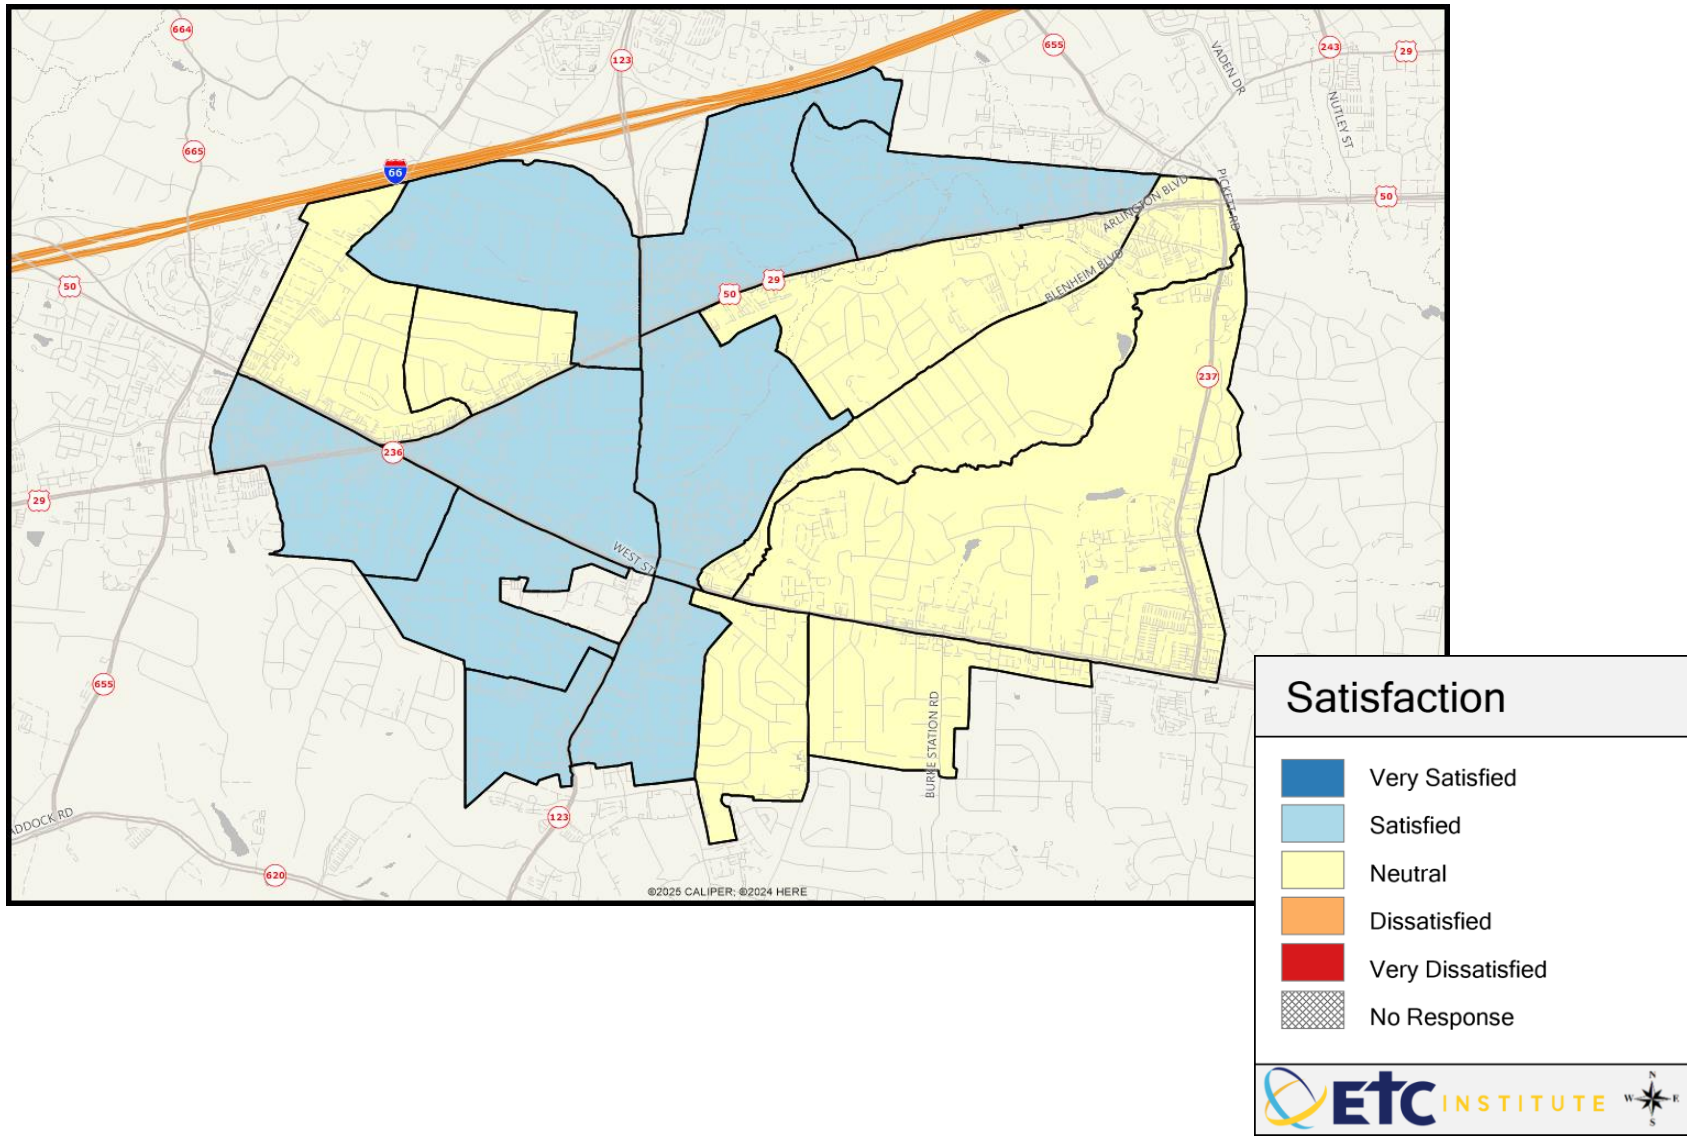 664
123
655
243
29
VADEN DR
NUTLEY ST
665
66
PICKETT RD
50
ARLINGTON BLVD
50
BLENHEIM BLVD
29
50
237
236
29
WEST ST
655
BURKE STATION RD
123
ADDOCK RD
620
©2025 CALIPER; ©2024 HERE
Satisfaction
Very Satisfied
Satisfied
Neutral
Dissatisfied
Very Dissatisfied
No Response
ETC INSTITUTE
N
W E
S